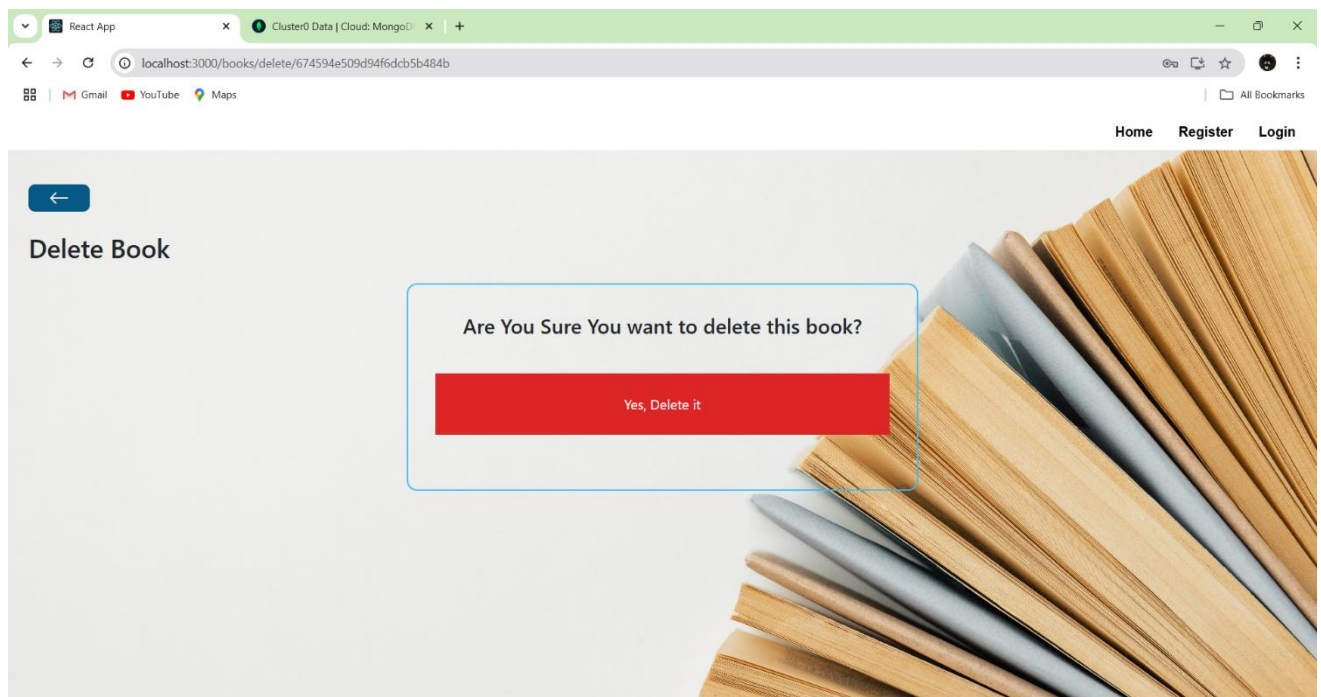 React App
Cluster0 Data | Cloud: MongoD
localhost:3000/books/delete/674594e509d94f6dcb5b484b
Gmail YouTube Maps All Bookmarks
Home Register Login
Delete Book
Are You Sure You want to delete this book?
Yes, Delete it